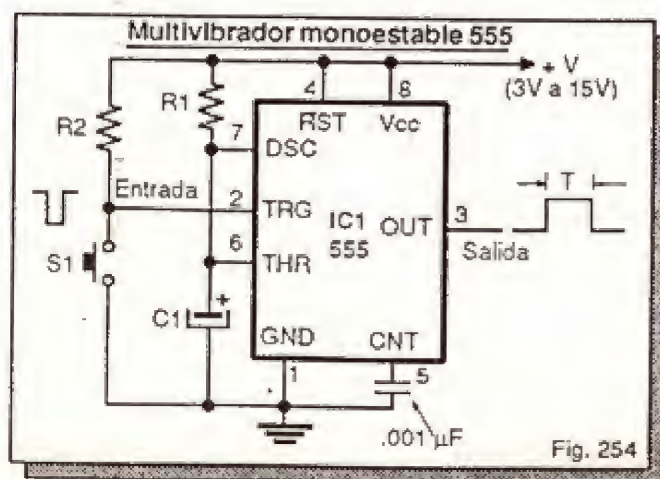 Multivibrador monoestable 555
+ V
(3V a 15V)
R1
R2
4
8
RST
Vcc
7
DSC
Entrada
2
TRG
IC1
555
OUT
3
Salida
T
6
THR
S1
C1
+
GND
CNT
1
5
.001 µF
Fig. 254